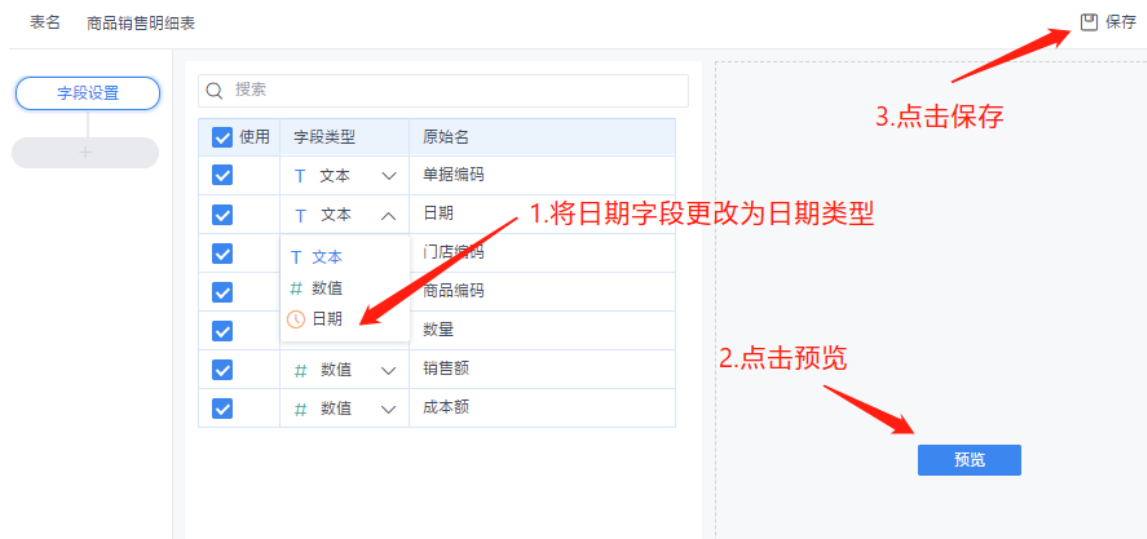 表名 商品销售明细表
保存
字段设置
+
搜索
3.点击保存
使用 字段类型 原始名
T 文本 单据编码
T 文本 日期
1.将日期字段更改为日期类型
T 文本
门店编码
# 数值
商品编码
日期
数量
# 数值 销售额
2.点击预览
# 数值 成本额
预览